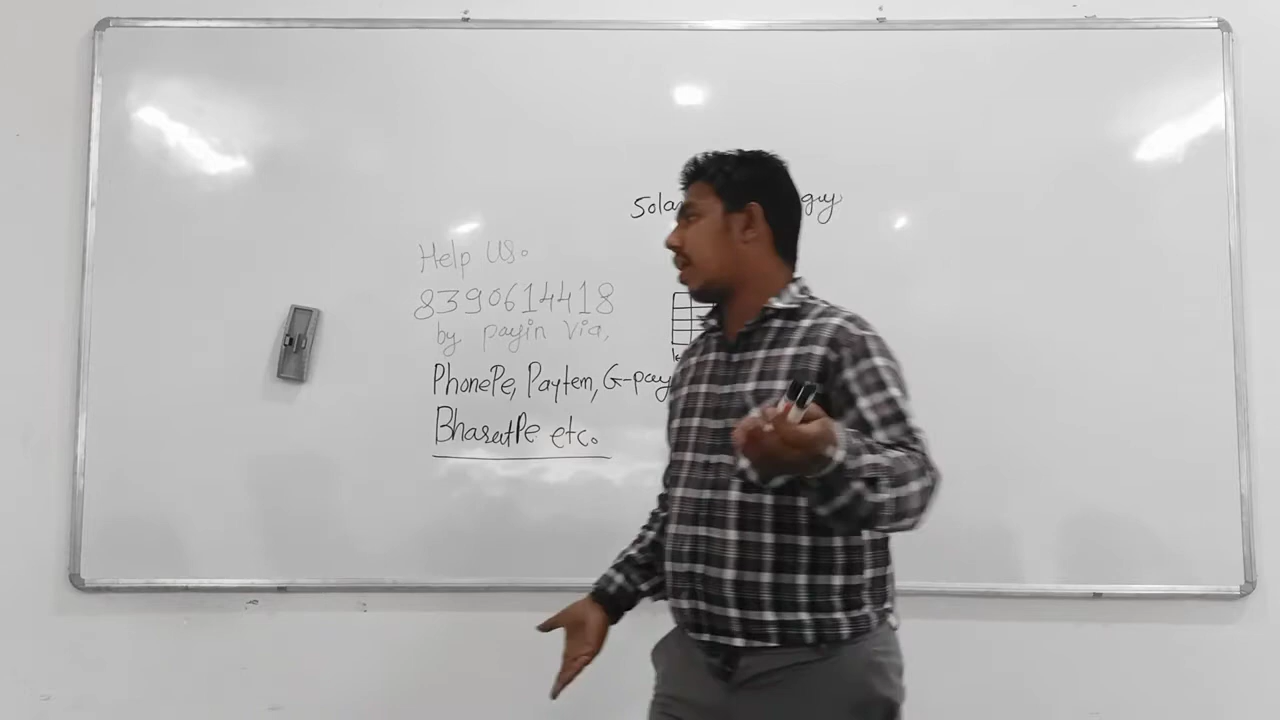 Help Us.
8390614418
by payin via,
PhonePe, Paytem, G-pay
BharatPe etc.